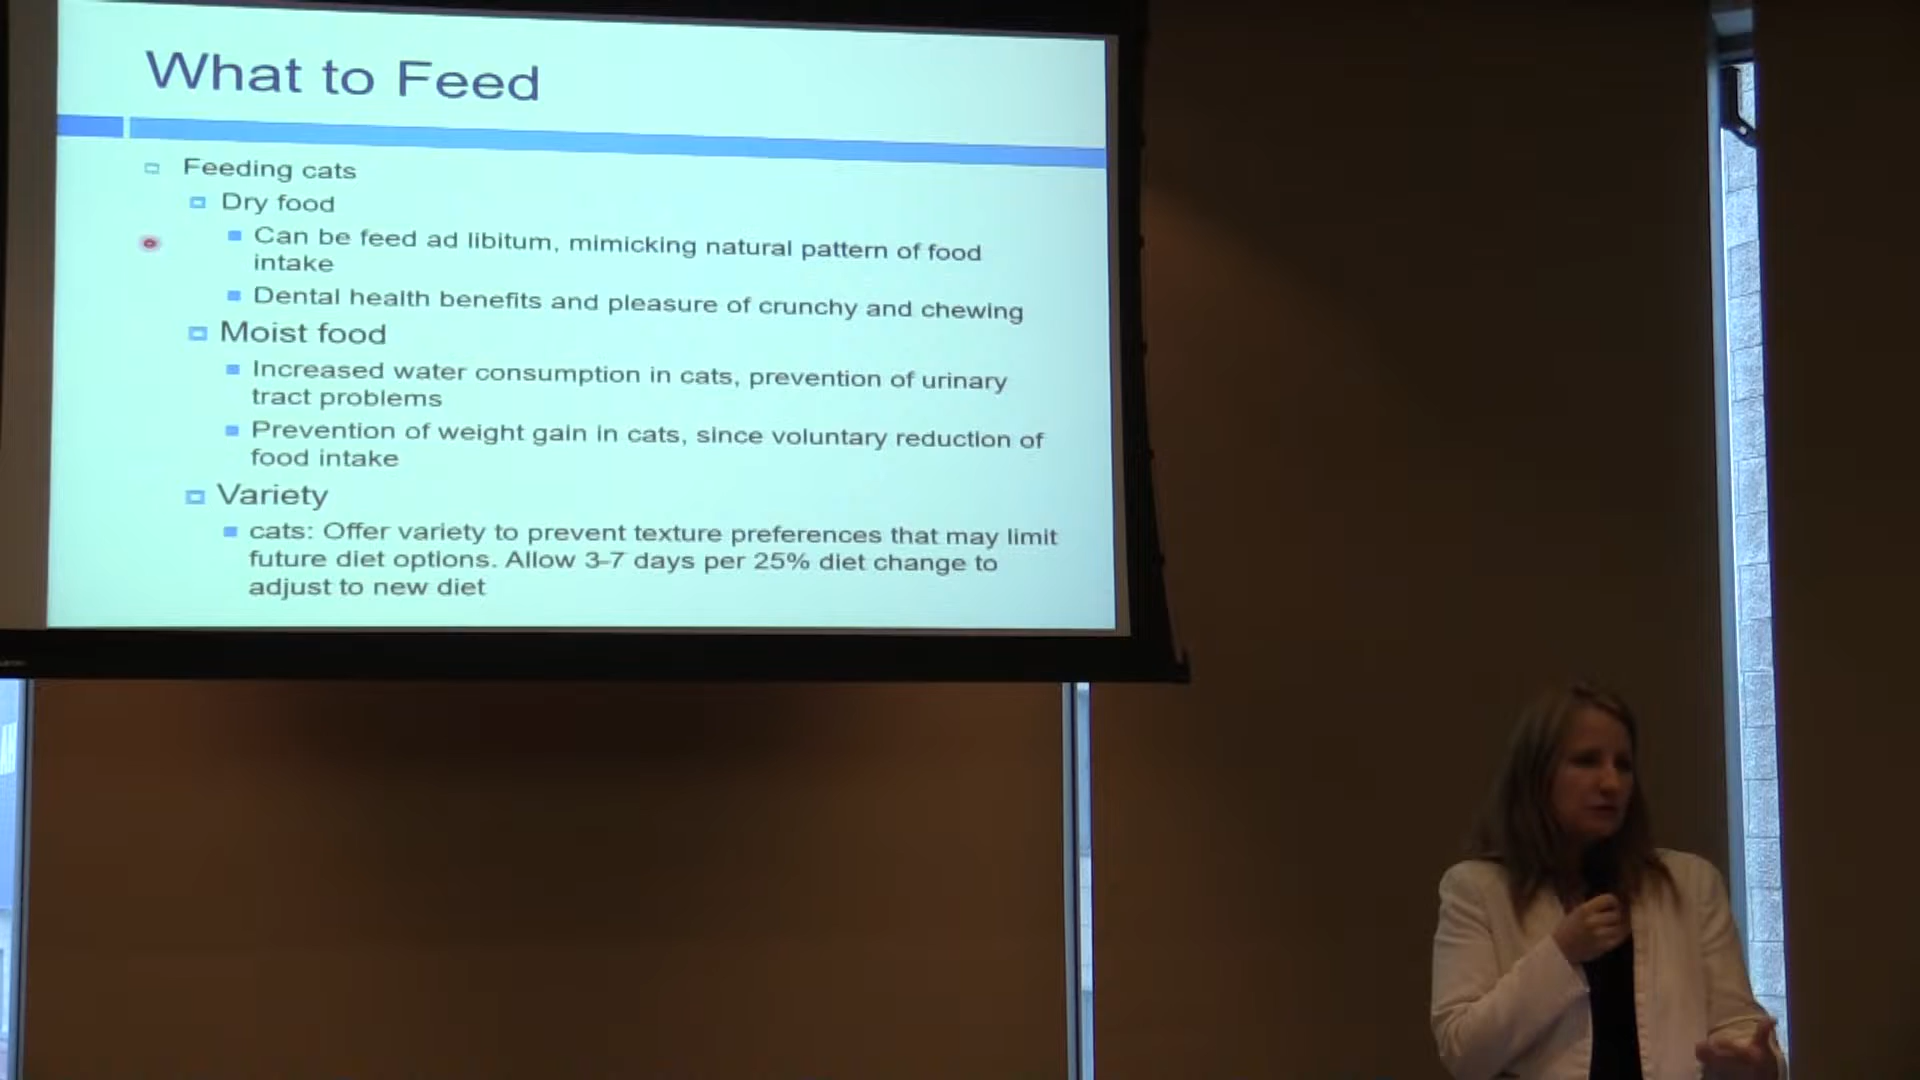 What to Feed
Feeding cats
Dry food
Can be feed ad libitum, mimicking natural pattern of food
intake
Dental health benefits and pleasure of crunchy and chewing
Moist food
Increased water consumption in cats, prevention of urinary
tract problems
Prevention of weight gain in cats, since voluntary reduction of
food intake
Variety
cats: Offer variety to prevent texture preferences that may limit
future diet options. Allow 3-7 days per 25% diet change to
adjust to new diet